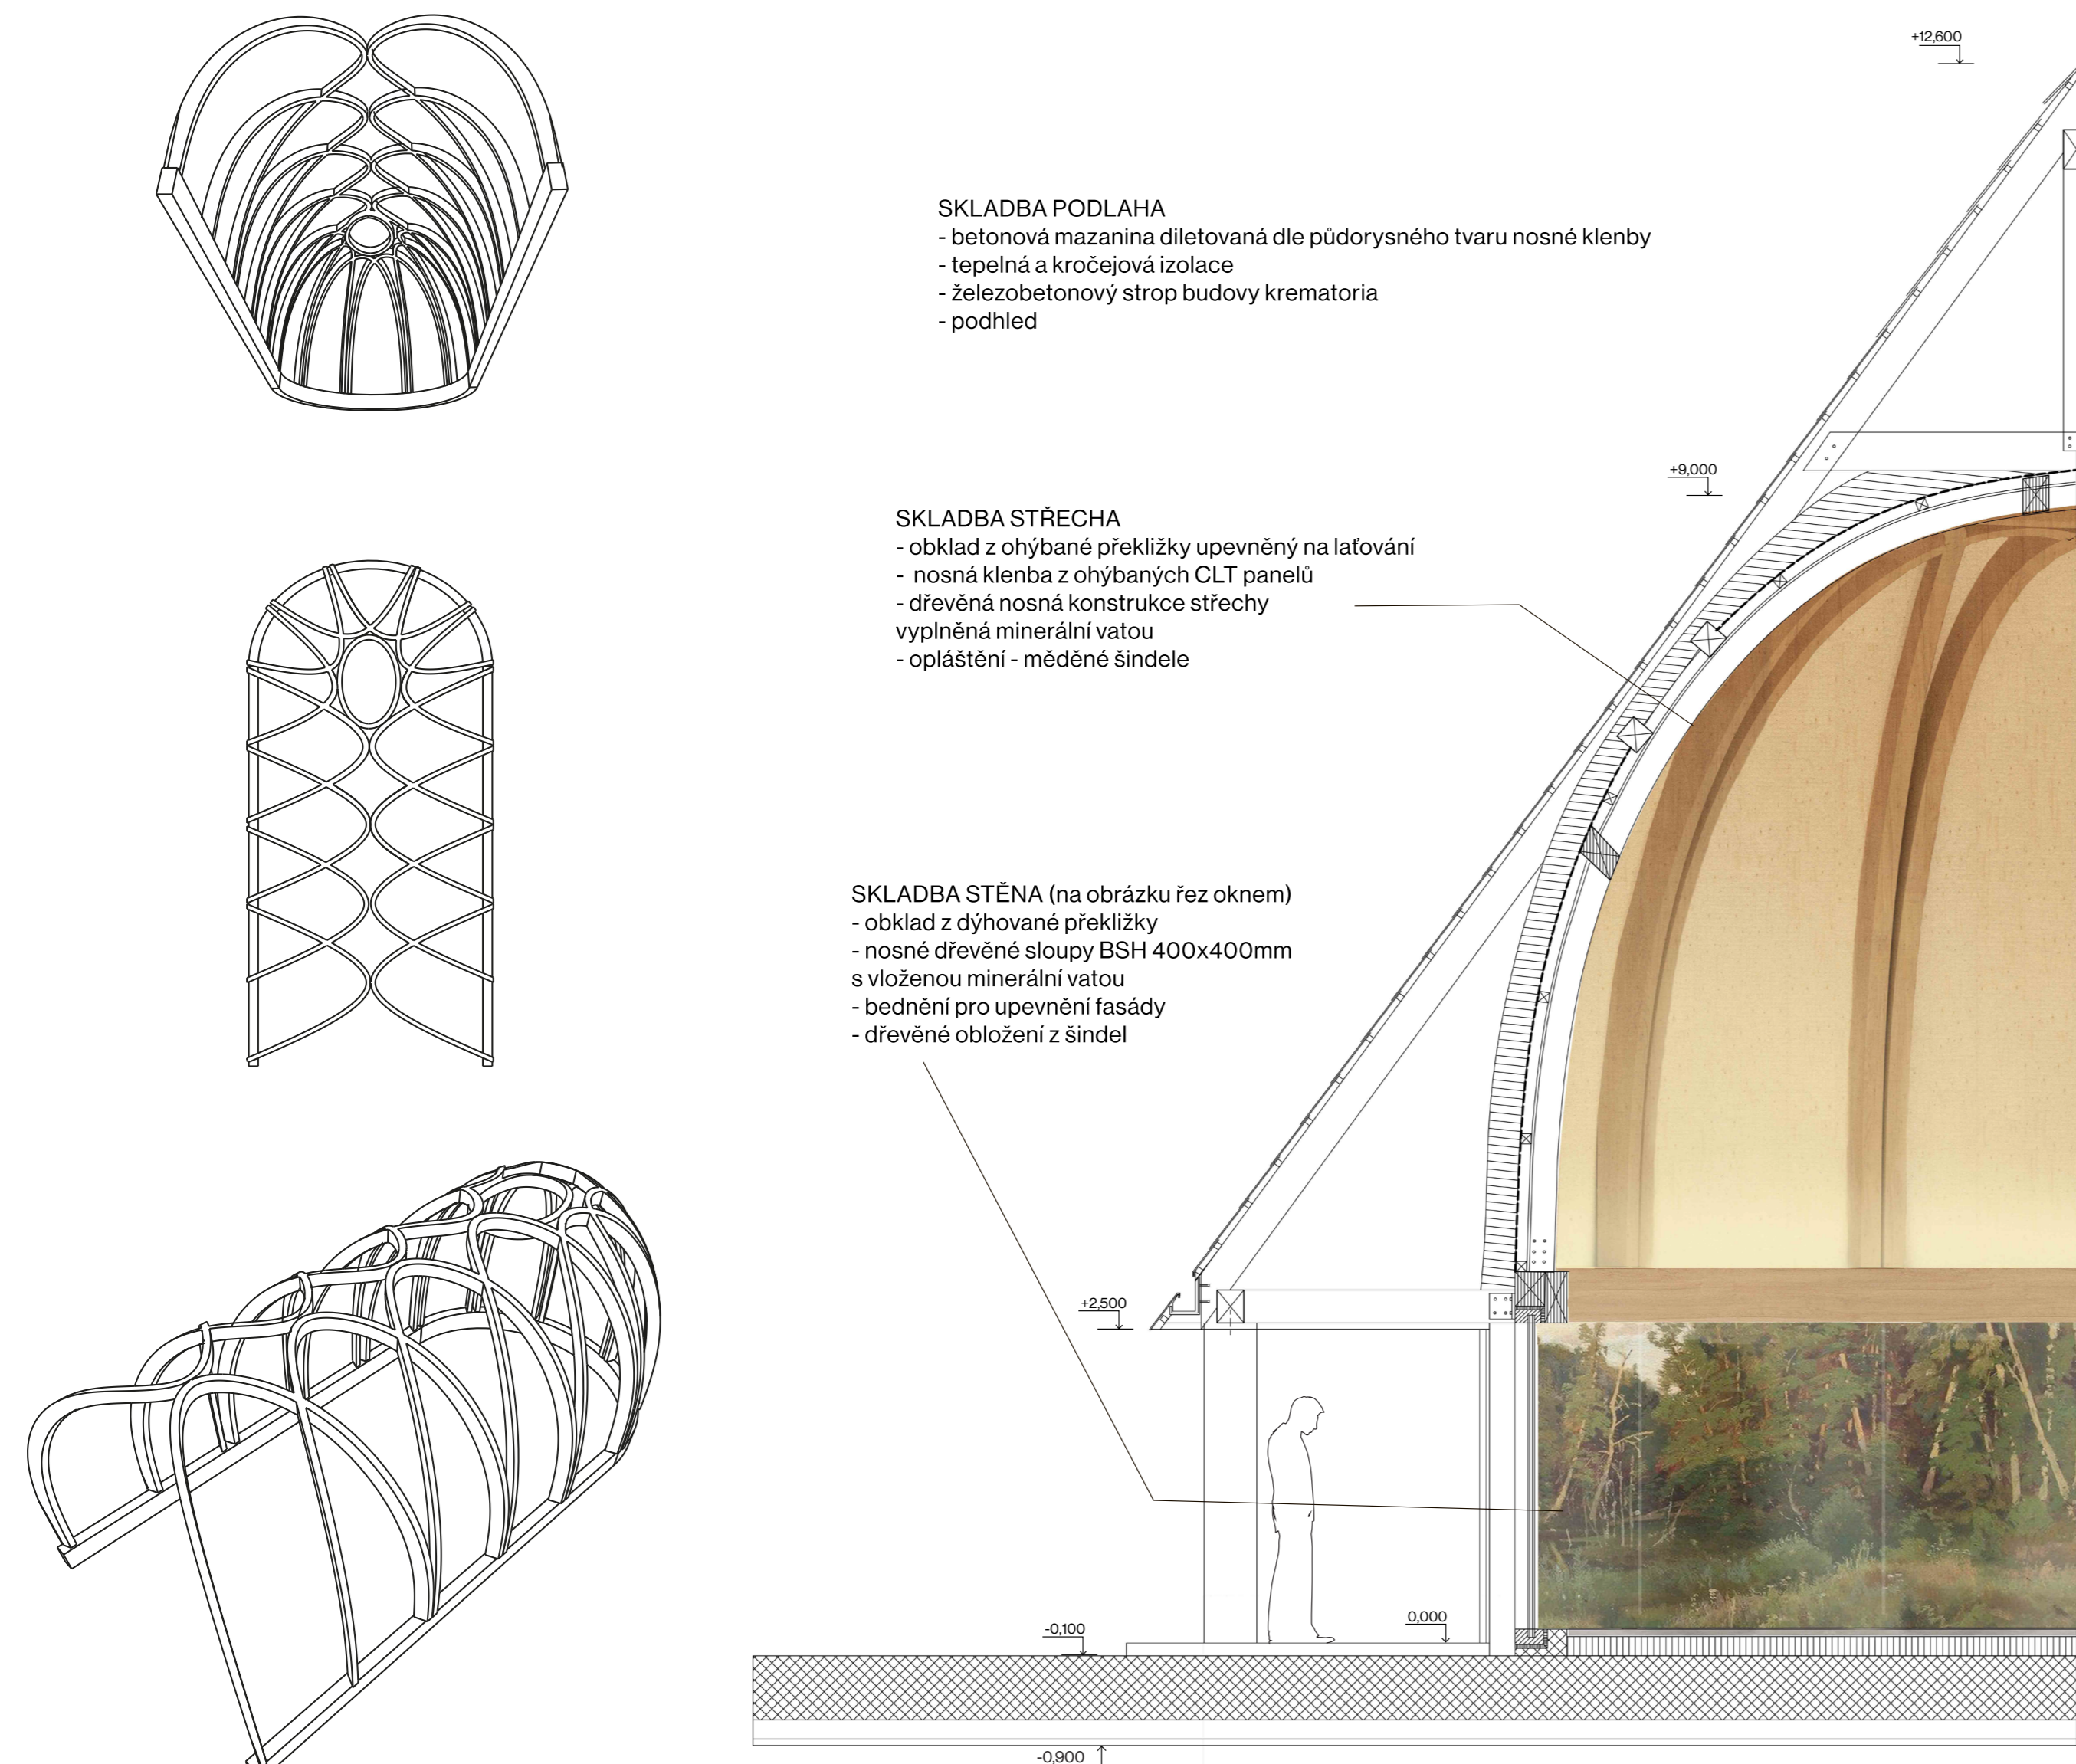 +12,600
SKLADBA PODLAHA
- betonová mazanina diletovaná dle půdorysného tvaru nosné klenby
- tepelná a kročejová izolace
- železobetonový strop budovy krematoria
- podhled
+9,000
SKLADBA STŘECHA
- obklad z ohýbané překližky upevněný na laťování
- nosná klenba z ohýbaných CLT panelů
- dřevěná nosná konstrukce střechy
vyplněná minerální vatou
- opláštění - měděné šindele
SKLADBA STĚNA (na obrázku řez oknem)
- obklad z dýhované překližky
- nosné dřevěné sloupy BSH 400x400mm
s vloženou minerální vatou
- bednění pro upevnění fasády
- dřevěné obložení z šindel
+2,500
0,000
-0,100
-0,900